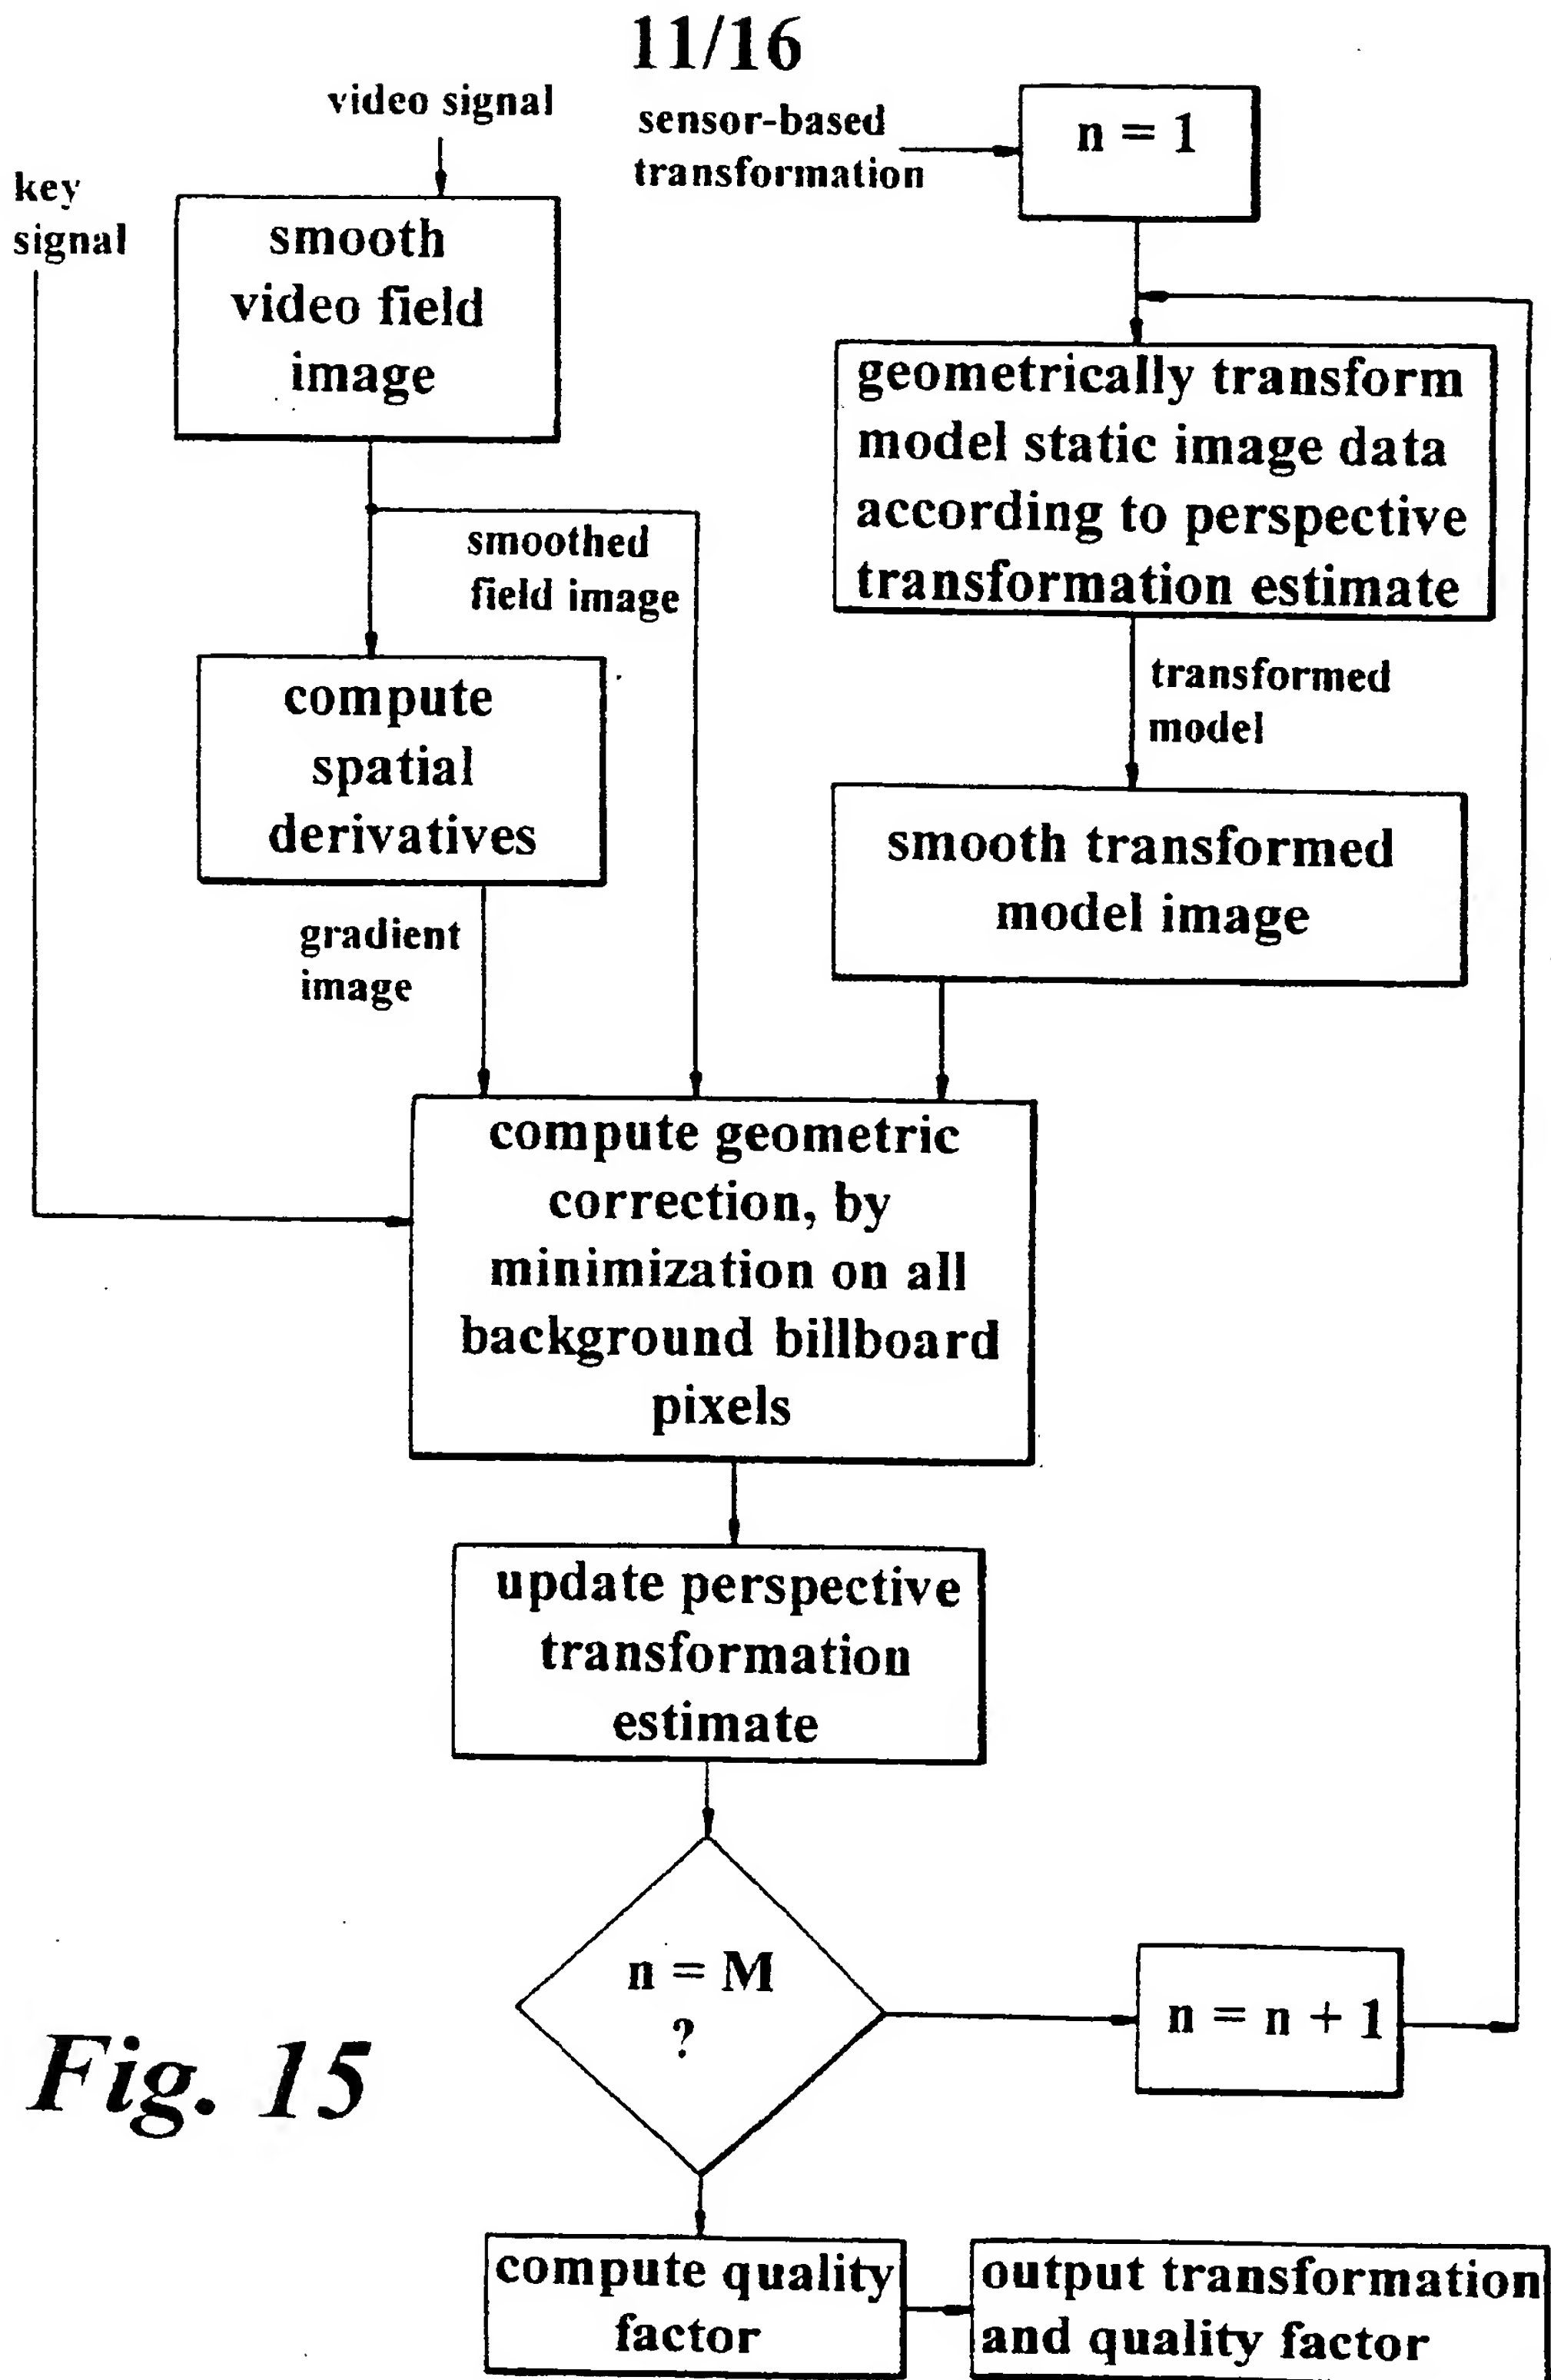 11/16
video signal
sensor-based
transformation
n = 1
key
signal
smooth
video field
image
geometrically transform
model static image data
according to perspective
transformation estimate
smoothed
field image
compute
spatial
derivatives
transformed
model
smooth transformed
model image
gradient
image
compute geometric
correction, by
minimization on all
background billboard
pixels
update perspective
transformation
estimate
n = M
?
n = n + 1
Fig. 15
compute quality
factor
output transformation
and quality factor